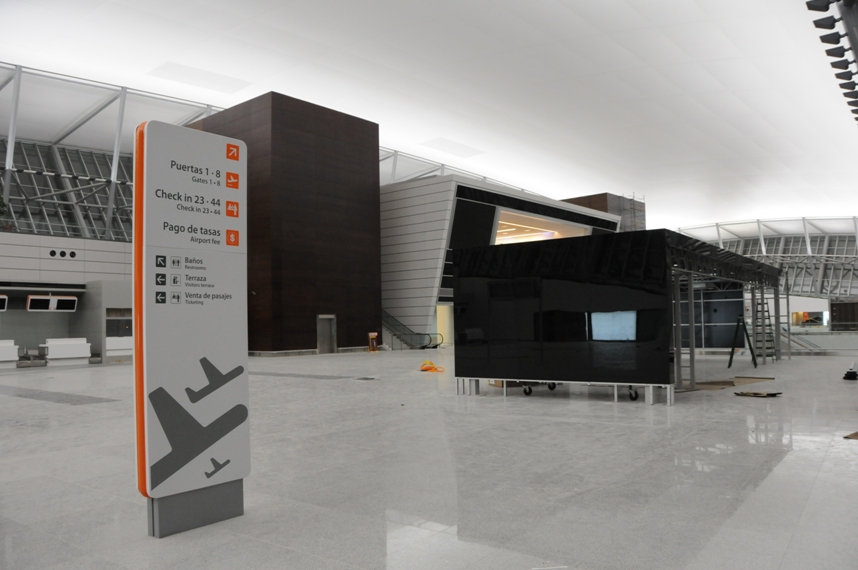 Puertas 1 - 8
Gates 1 - 8
Check in 23 - 44
Check in 23 - 44
Pago de tasas
Airport fee
$
Baños
Restrooms
Terraza
Visitors terrace
Venta de pasajes
Ticketing